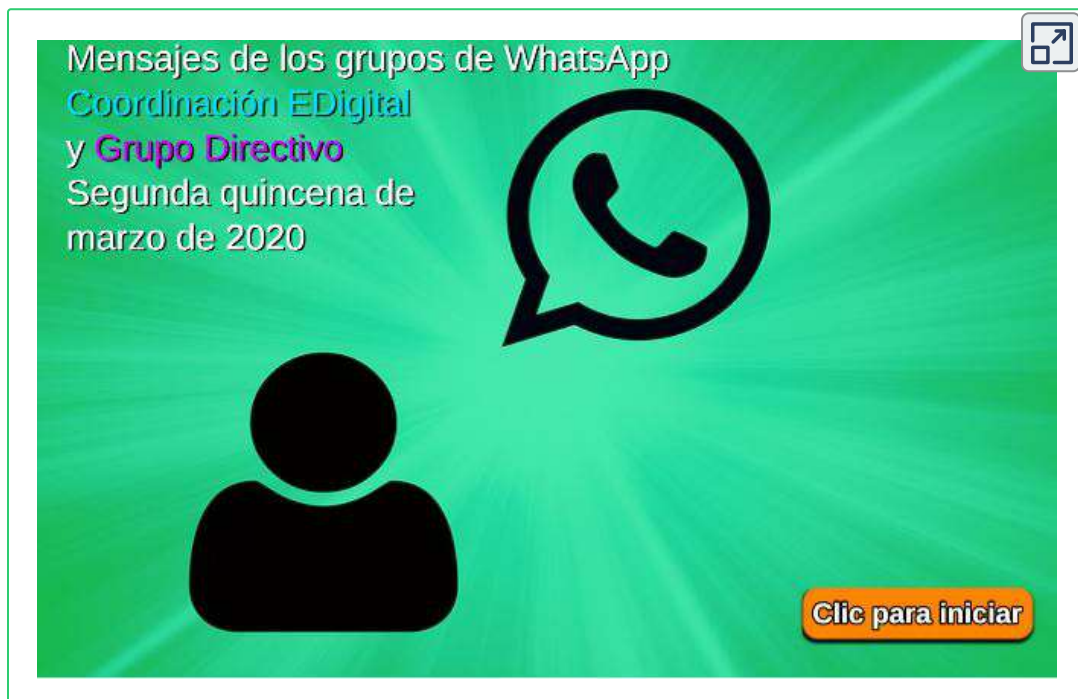 Mensajes de los grupos de WhatsApp
Coordinación EDigital
y Grupo Directivo
Segunda quincena de
marzo de 2020
Clic para iniciar